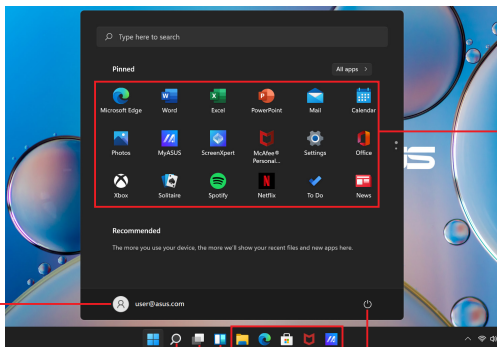 Type here to search
Pinned
All apps >
Microsoft Edge Word Excel PowerPoint Mail Calendar
Photos MyASUS ScreenXpert McAfee® Personal... Settings Office
Xbox Solitaire Spotify Netflix To Do News
Recommended
The more you use your device, the more we'll show your recent files and new apps here.
user@asus.com